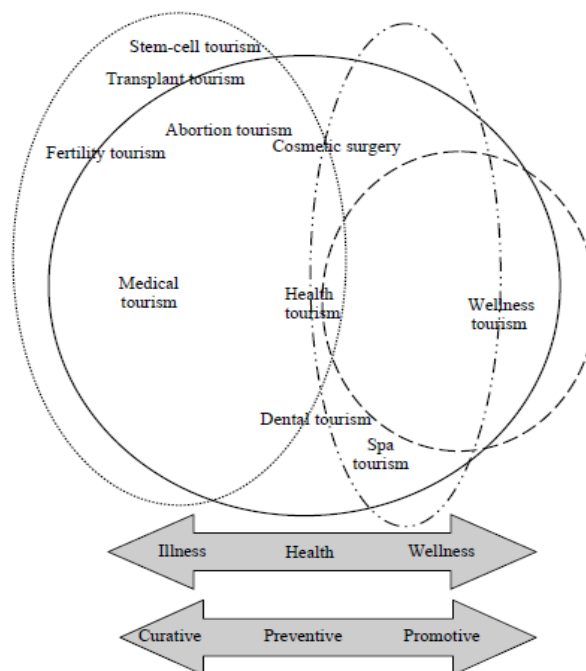 Stem-cell tourism
Transplant tourism
Abortion tourism
Cosmetic surgery
Fertility tourism
Medical
tourism
Health
tourism
Wellness
tourism
Dental tourism
Spa
tourism
Illness Health Wellness
Curative Preventive Promotive